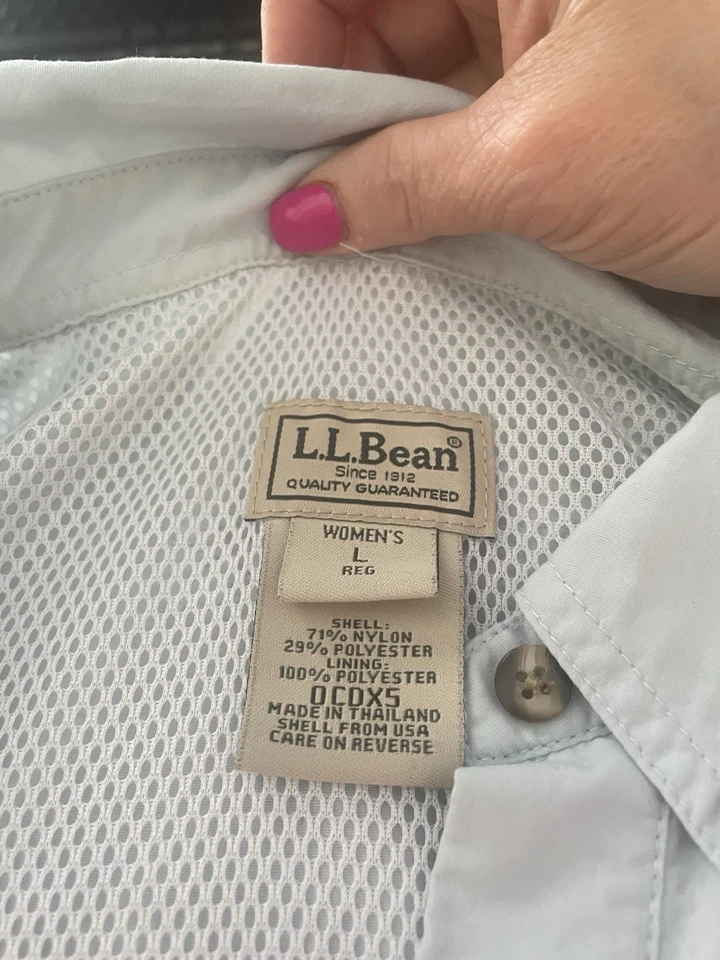 L.L.Bean®
Since 1912
QUALITY GUARANTEED
WOMEN'S
L
REG
SHELL:
71% NYLON
29% POLYESTER
LINING:
100% POLYESTER
0CDX5
MADE IN THAILAND
SHELL FROM USA
CARE ON REVERSE